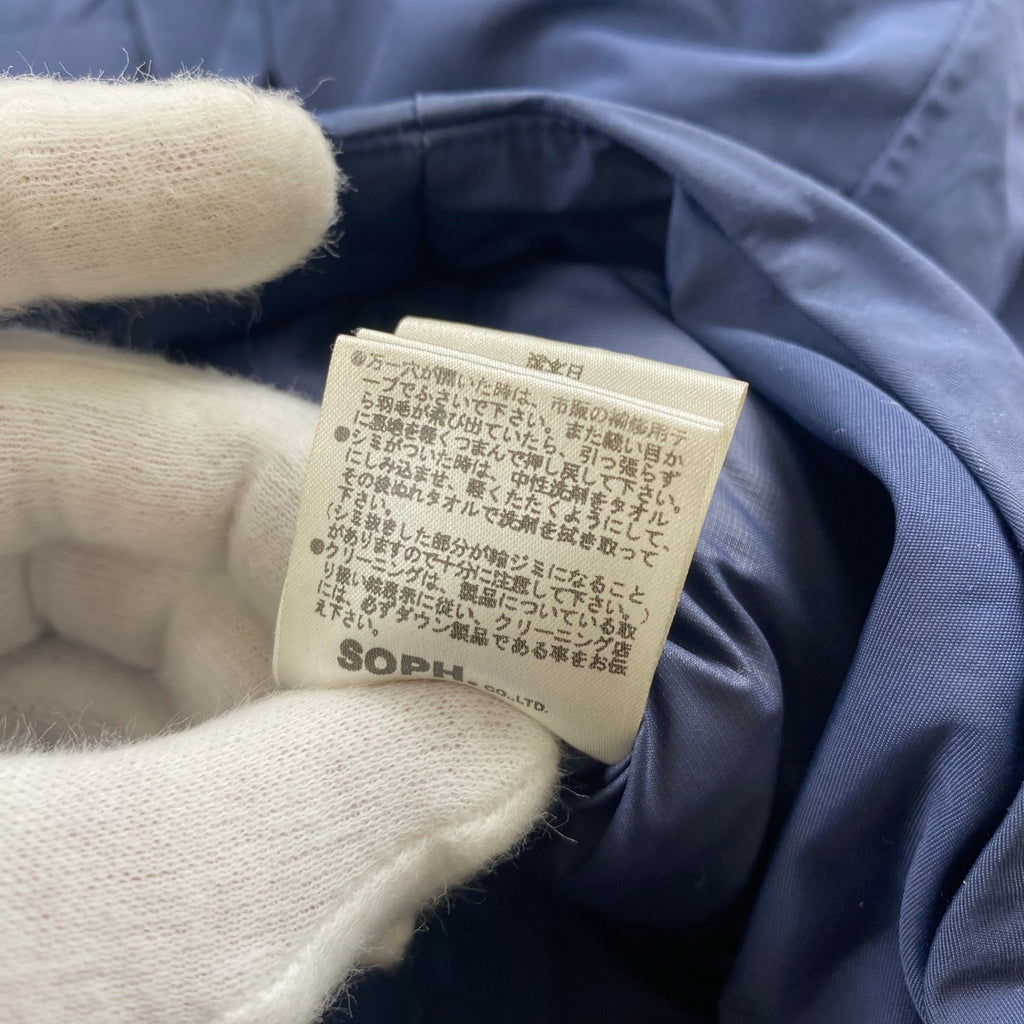 ●万一穴が開いた時は、市販の補修用テ
ープでふさいで下さい。また縫い目か
ら羽毛が飛び出ていたら、引っ張らず
に裏地を軽くつまんで押し戻して下さい。
●シミがついた時は、中性洗剤をタオル
にしみ込ませ、軽くたたくようにして、
その後ぬれタオルで洗剤を拭き取って
下さい。
(シミ抜きした部分が輪ジミになること
がありますので十分に注意して下さい。)
●クリーニングは、製品についている取
り扱い絵表示に従い、クリーニング店
には、必ずダウン製品である事をお伝
え下さい。
SOPH. CO.,LTD.